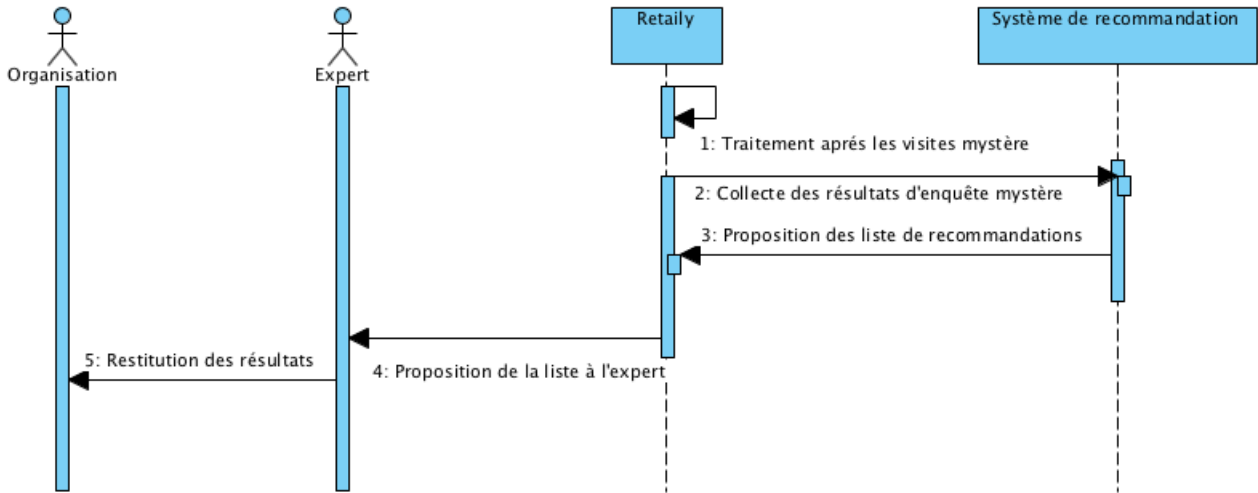 Organisation
Expert
Retaily
Système de recommandation
1: Traitement aprés les visites mystère
2: Collecte des résultats d'enquête mystère
3: Proposition des liste de recommandations
4: Proposition de la liste à l'expert
5: Restitution des résultats